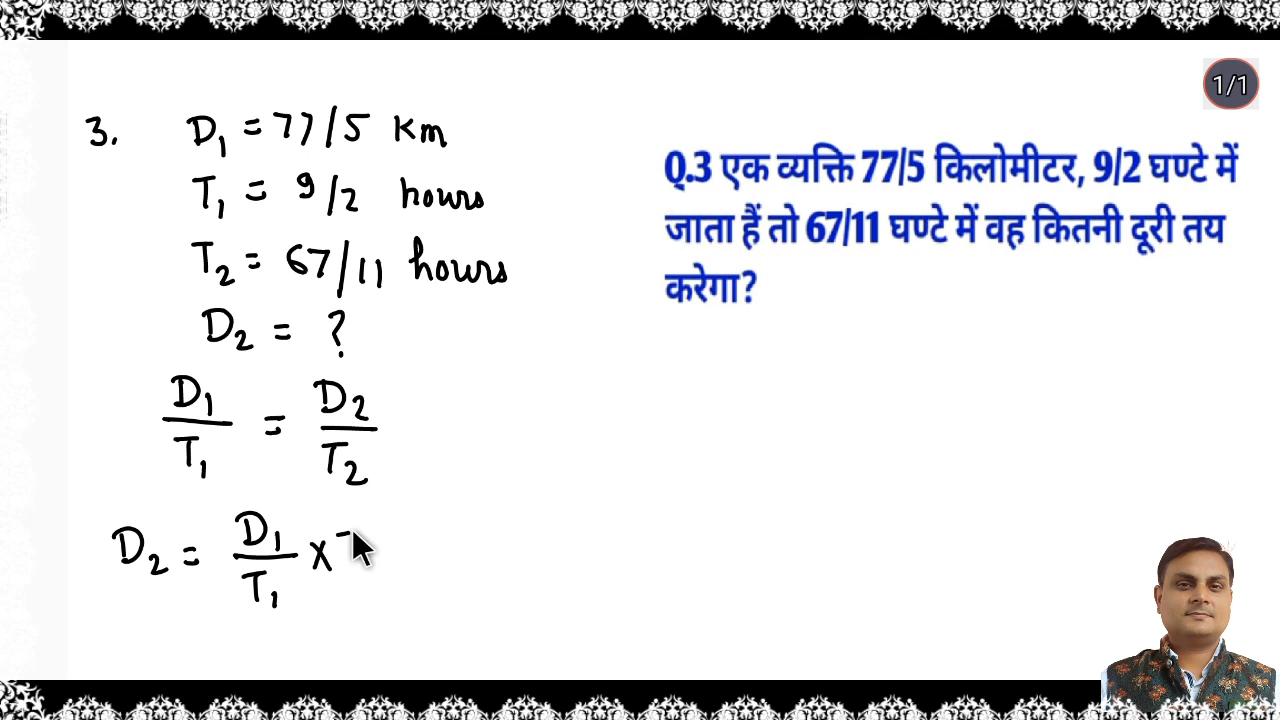 1/1
3. D₁ = 77/5 Km
T₁ = 9/2 hours
T₂ = 67/11 hours
D₂ = ?
D₁/T₁ = D₂/T₂
D₂ = D₁/T₁ x
Q.3 एक व्यक्ति 77/5 किलोमीटर, 9/2 घण्टे में
जाता हैं तो 67/11 घण्टे में वह कितनी दूरी तय
करेगा?